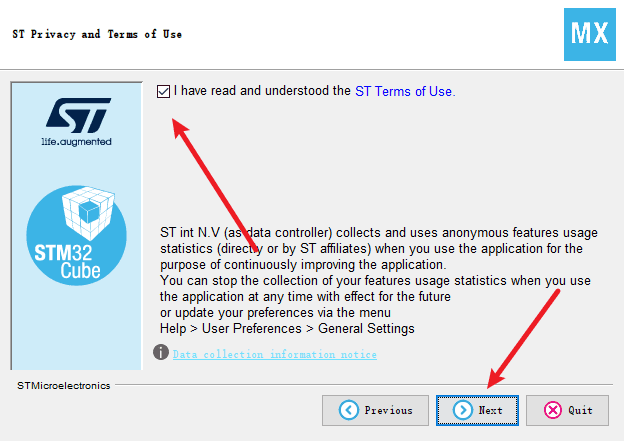 ST Privacy and Terms of Use
MX
I have read and understood the ST Terms of Use.
life.augmented
STM32
Cube
ST int N.V (as data controller) collects and uses anonymous features usage
statistics (directly or by ST affiliates) when you use the application for the
purpose of continuously improving the application.
You can stop the collection of your features usage statistics when you use
the application at any time with effect for the future
or update your preferences via the menu
Help > User Preferences > General Settings
Data collection information notice
STMicroelectronics
Previous
Next
Quit